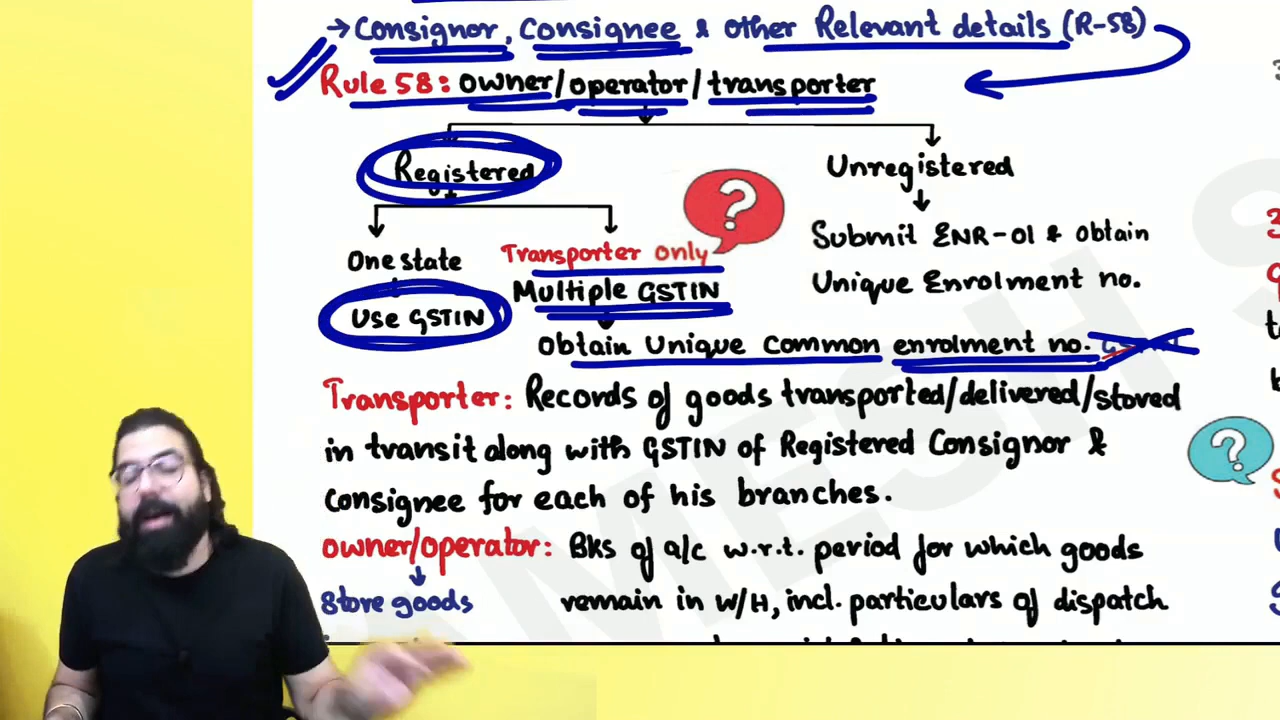 → Consignor, Consignee & other Relevant details (R-58)
Rule 58: owner/operator/transporter
Registered
Unregistered
One state
Use GSTIN
Transporter only
Multiple GSTIN
Obtain Unique Common enrolment no.
Submit ENR-01 & obtain
Unique Enrolment no.
?
Transporter: Records of goods transported/delivered/stored
in transit along with GSTIN of Registered Consignor &
Consignee for each of his branches.
?
owner/operator: Bks of a/c w.r.t. period for which goods
Store goods
remain in W/H, incl. particulars of dispatch
MESH S